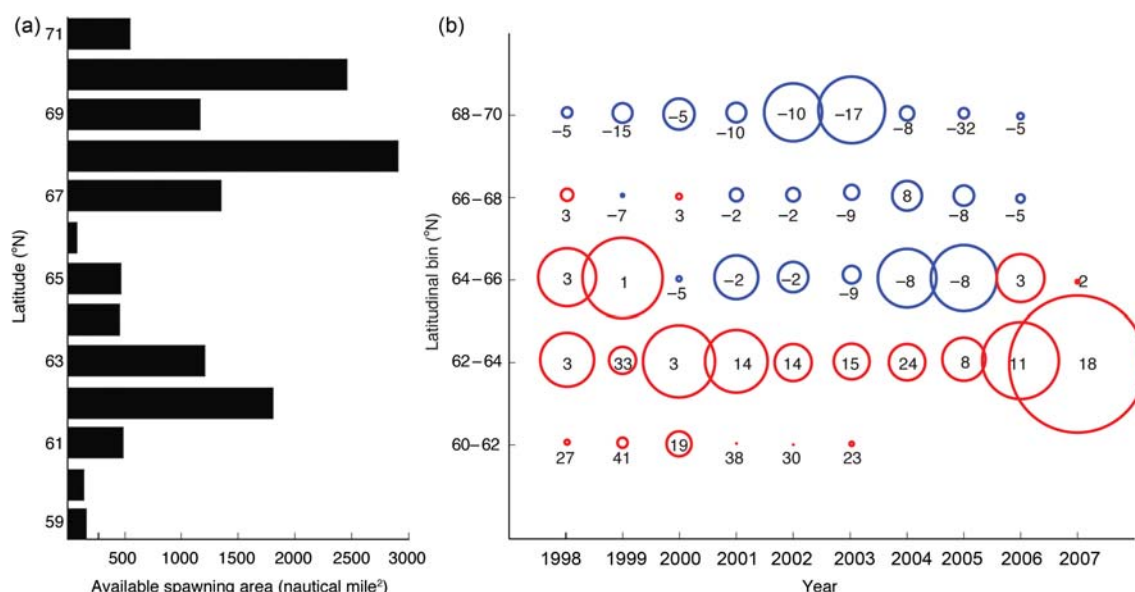 (a)
71
69
67
65
63
61
59
Latitude (°N)
500 1000 1500 2000 2500 3000
Available spawning area (nautical mile²)
(b)
Latitudinal bin (°N)
68–70
−5 −15 −5 −10 −10 −17 −8 −32 −5
66–68
3 −7 3 −2 −2 −9 8 −8 −5
64–66
3 1 −5 −2 −2 −9 −8 −8 3 2
62–64
3 33 3 14 14 15 24 8 11 18
60–62
27 41 19 38 30 23
1998 1999 2000 2001 2002 2003 2004 2005 2006 2007
Year